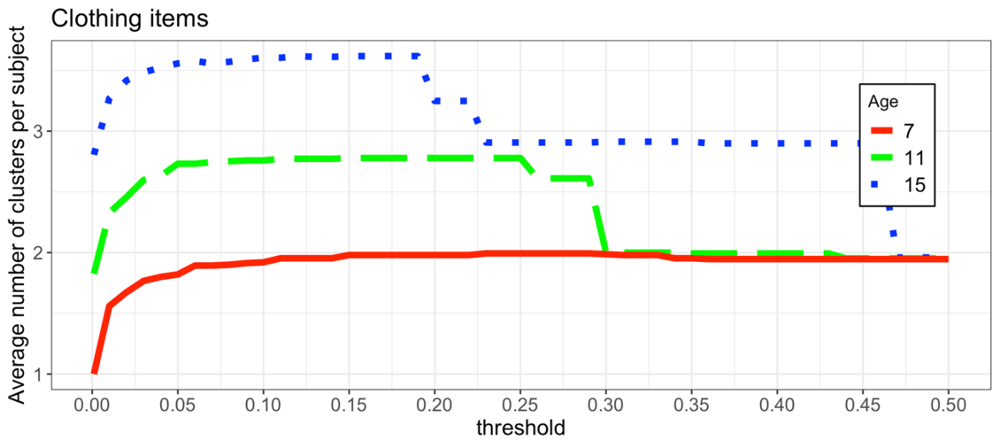 Clothing items
Average number of clusters per subject
3
2
1
Age
7
11
15
0.00 0.05 0.10 0.15 0.20 0.25 0.30 0.35 0.40 0.45 0.50
threshold